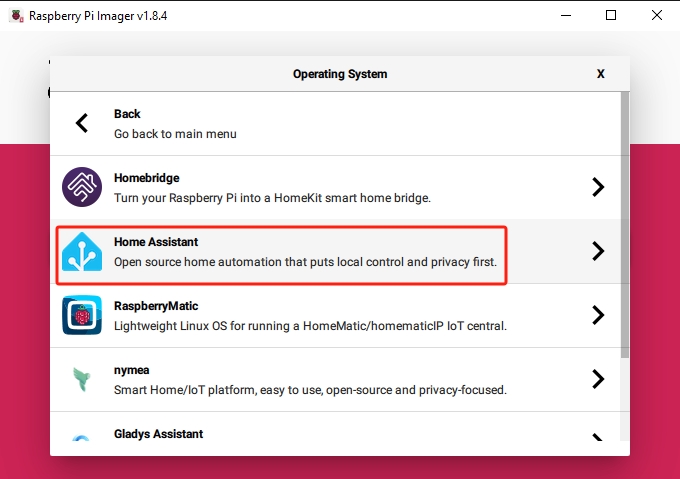 Raspberry Pi Imager v1.8.4
Operating System
X
Back
Go back to main menu
Homebridge
Turn your Raspberry Pi into a HomeKit smart home bridge.
Home Assistant
Open source home automation that puts local control and privacy first.
RaspberryMatic
Lightweight Linux OS for running a HomeMatic/homematicIP IoT central.
nymea
Smart Home/IoT platform, easy to use, open-source and privacy-focused.
Gladys Assistant